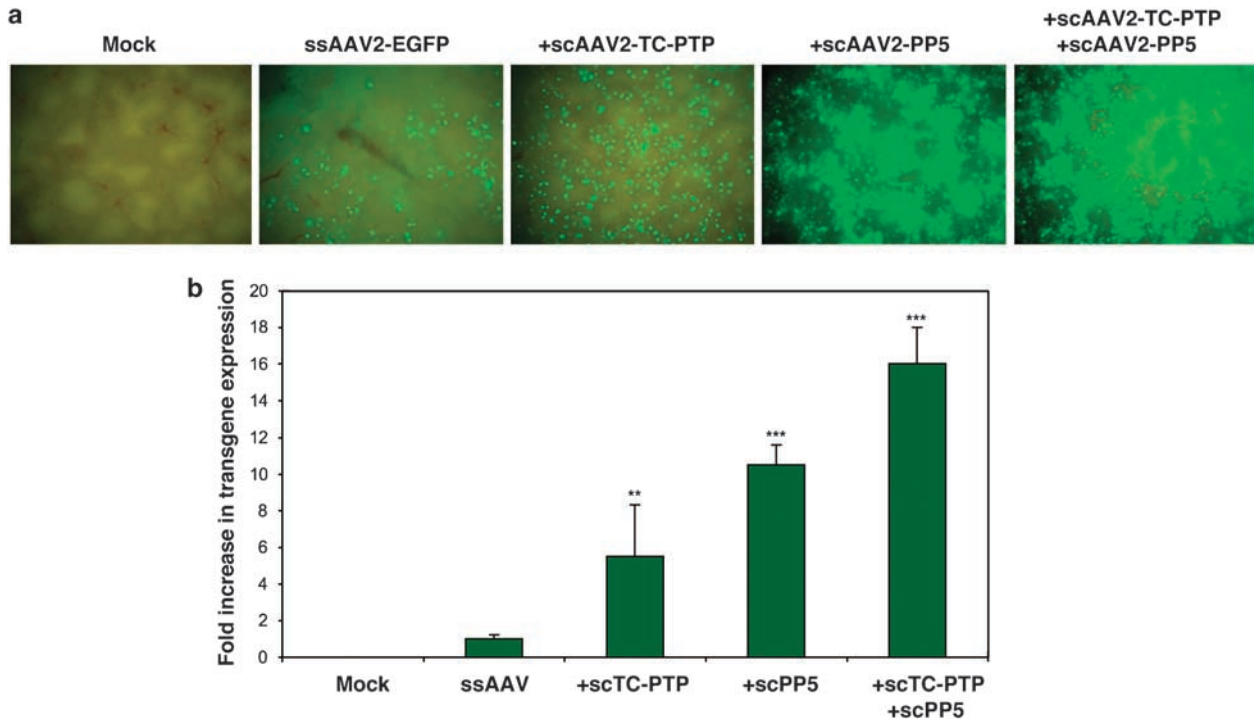 a
Mock
ssAAV2-EGFP
+scAAV2-TC-PTP
+scAAV2-PP5
+scAAV2-TC-PTP
+scAAV2-PP5
b
Fold increase in transgene expression
20
18
16
14
12
10
8
6
4
2
0
**
***
***
Mock
ssAAV
+scTC-PTP
+scPP5
+scTC-PTP
+scPP5